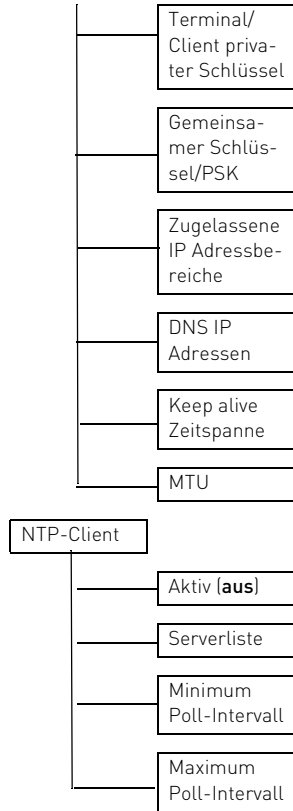 Terminal/
Client priva-
ter Schlüssel
Gemeinsa-
mer Schlüs-
sel/PSK
Zugelassene
IP Adressbe-
reiche
DNS IP
Adressen
Keep alive
Zeitspanne
MTU
NTP-Client
Aktiv (aus)
Serverliste
Minimum
Poll-Intervall
Maximum
Poll-Intervall